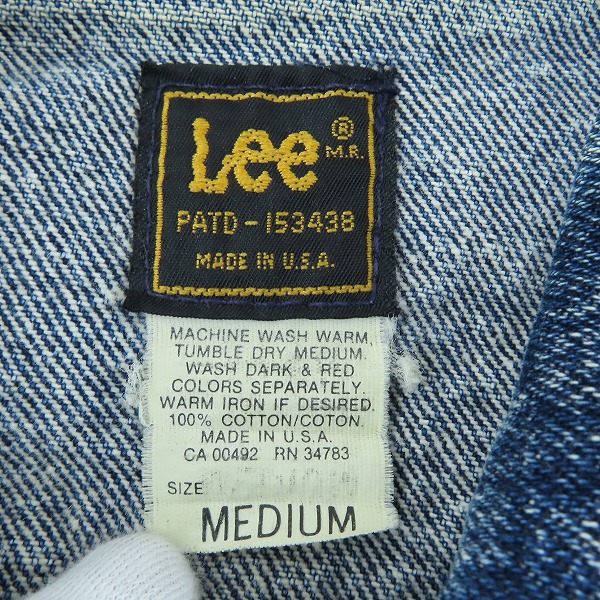 Lee ®
M.R.
PATD-153438
MADE IN U.S.A.
MACHINE WASH WARM,
TUMBLE DRY MEDIUM.
WASH DARK & RED
COLORS SEPARATELY.
WARM IRON IF DESIRED.
100% COTTON/COTON.
MADE IN U.S.A.
CA 00492 RN 34783
SIZE
MEDIUM